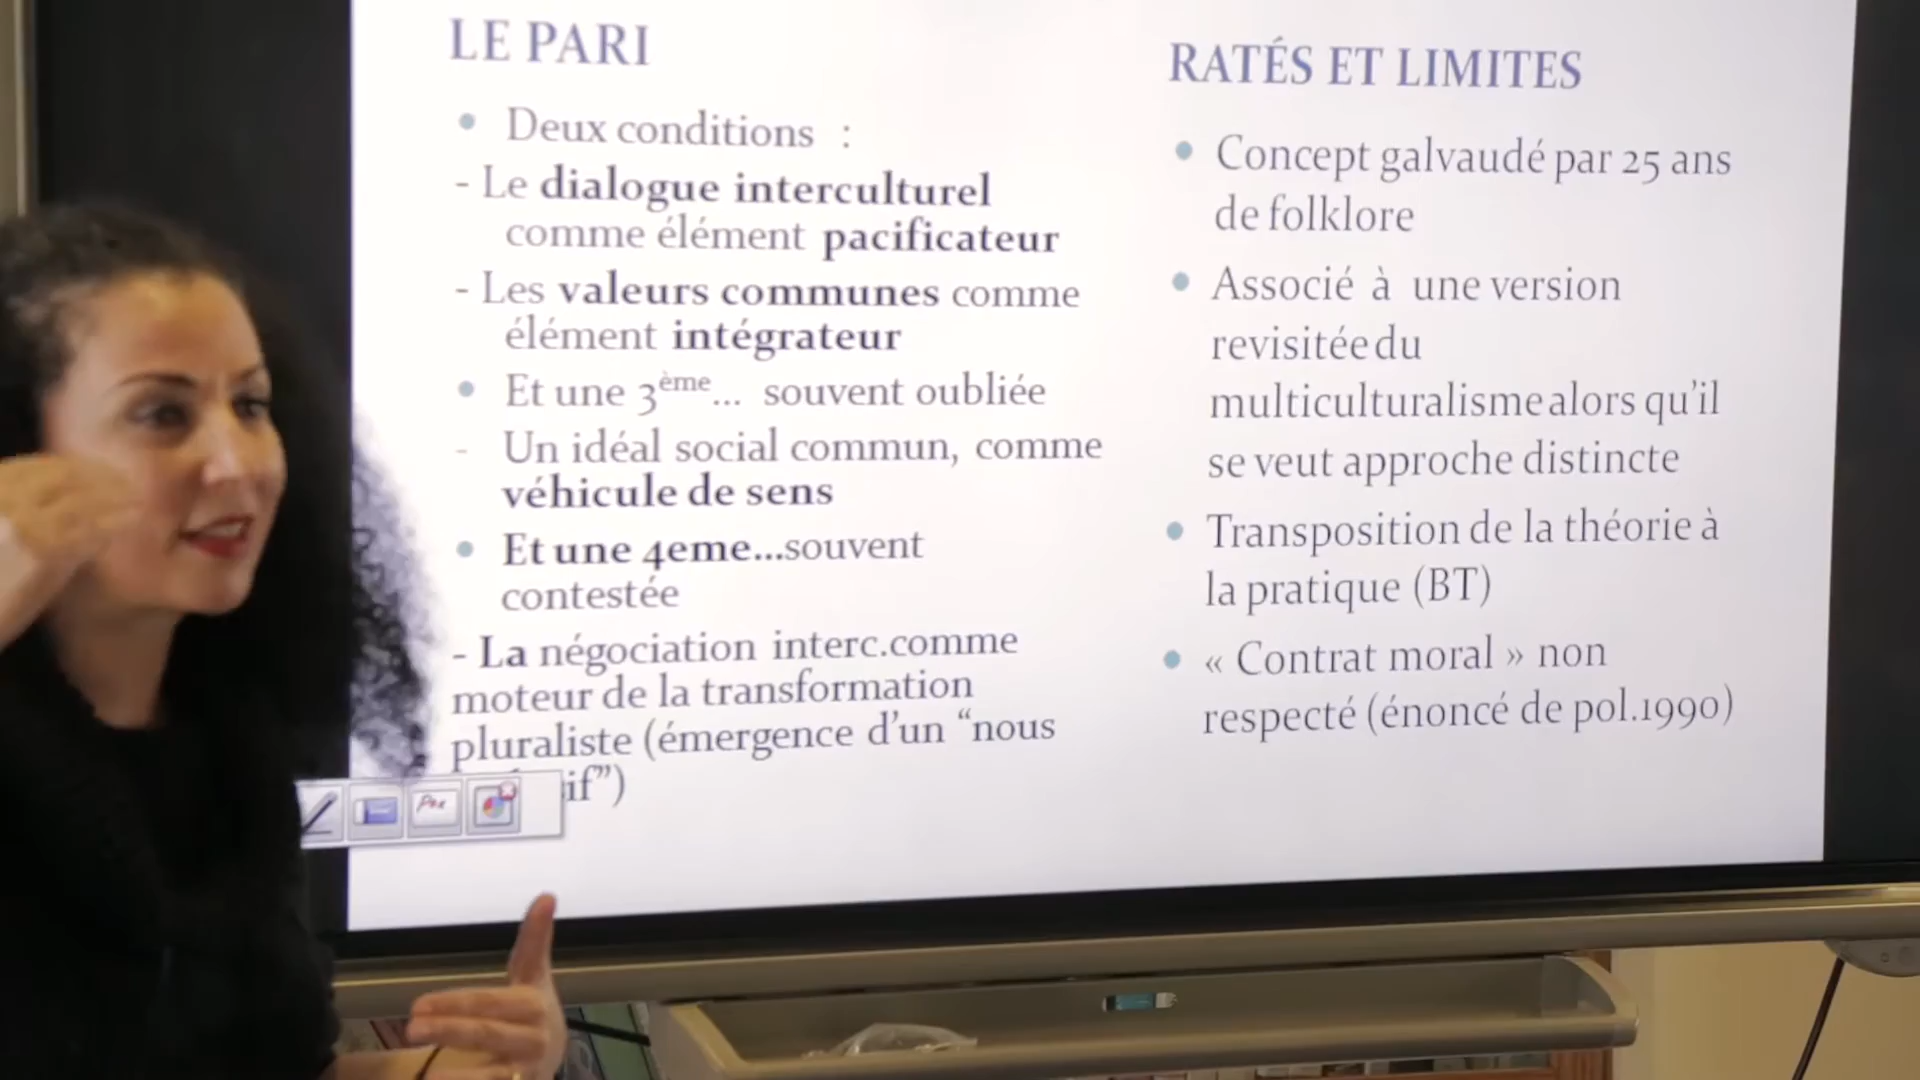 LE PARI
• Deux conditions :
- Le dialogue interculturel
comme élément pacificateur
- Les valeurs communes comme
élément intégrateur
• Et une 3ème... souvent oubliée
- Un idéal social commun, comme
véhicule de sens
• Et une 4eme...souvent
contestée
- La négociation interc.comme
moteur de la transformation
pluraliste (émergence d'un “nous
if”)
RATÉS ET LIMITES
• Concept galvaudé par 25 ans
de folklore
• Associé à une version
revisitée du
multiculturalisme alors qu'il
se veut approche distincte
• Transposition de la théorie à
la pratique (BT)
• « Contrat moral » non
respecté (énoncé de pol.1990)